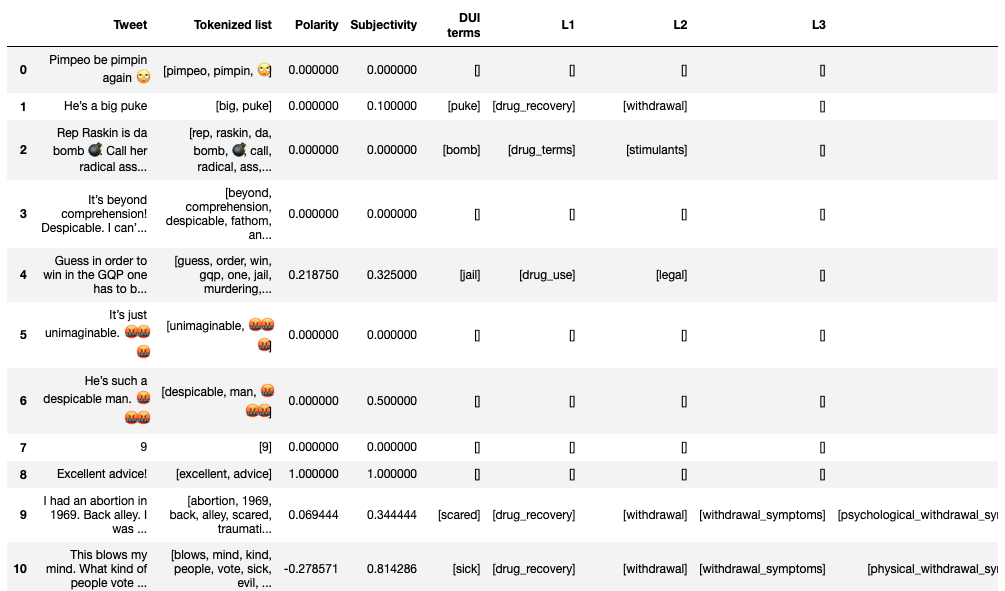 Tweet Tokenized list Polarity Subjectivity DUI terms L1 L2 L3
0 Pimpeo be pimpin again 🙄 [pimpeo, pimpin, 🙄] 0.000000 0.000000 [] [] [] []
1 He's a big puke [big, puke] 0.000000 0.100000 [puke] [drug_recovery] [withdrawal] []
2 Rep Raskin is da bomb 💣 Call her radical ass... [rep, raskin, da, bomb, 💣, call, radical, ass,... 0.000000 0.000000 [bomb] [drug_terms] [stimulants] []
3 It's beyond comprehension! Despicable. I can'... [beyond, comprehension, despicable, fathom, an... 0.000000 0.000000 [] [] [] []
4 Guess in order to win in the GQP one has to b... [guess, order, win, gqp, one, jail, murdering,... 0.218750 0.325000 [jail] [drug_use] [legal] []
5 It's just unimaginable. 🤬🤬🤬 [unimaginable, 🤬🤬🤬] 0.000000 0.000000 [] [] [] []
6 He's such a despicable man. 🤬🤬🤬 [despicable, man, 🤬🤬🤬] 0.000000 0.500000 [] [] [] []
7 9 [9] 0.000000 0.000000 [] [] [] []
8 Excellent advice! [excellent, advice] 1.000000 1.000000 [] [] [] []
9 I had an abortion in 1969. Back alley. I was ... [abortion, 1969, back, alley, scared, traumati... 0.069444 0.344444 [scared] [drug_recovery] [withdrawal] [withdrawal_symptoms] [psychological_withdrawal_sy
10 This blows my mind. What kind of people vote ... [blows, mind, kind, people, vote, sick, evil, ... -0.278571 0.814286 [sick] [drug_recovery] [withdrawal] [withdrawal_symptoms] [physical_withdrawal_sy